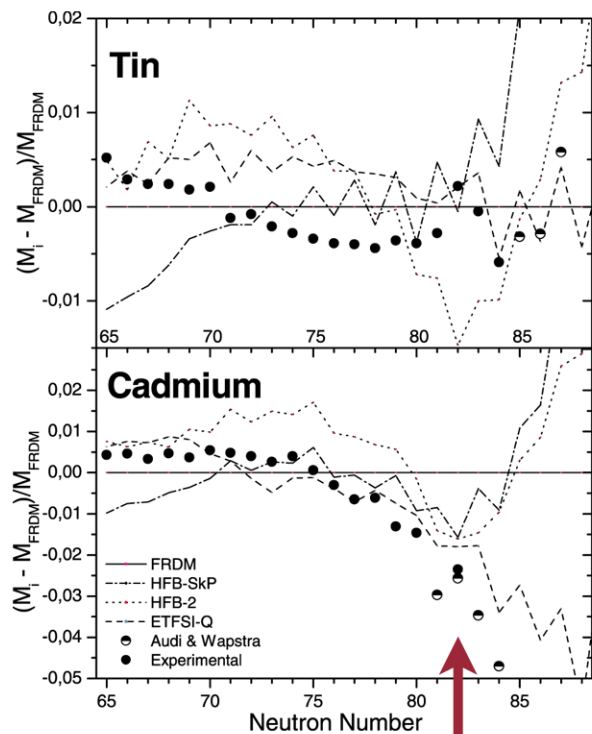 0,02
Tin
0,01
0,00
-0,01
(M_i - M_FRDM)/M_FRDM
65 70 75 80 85
0,02
Cadmium
0,01
0,00
-0,01
-0,02
-0,03
-0,04
-0,05
(M_i - M_FRDM)/M_FRDM
FRDM
HFB-SkP
HFB-2
ETFSI-Q
Audi & Wapstra
Experimental
65 70 75 80 85
Neutron Number